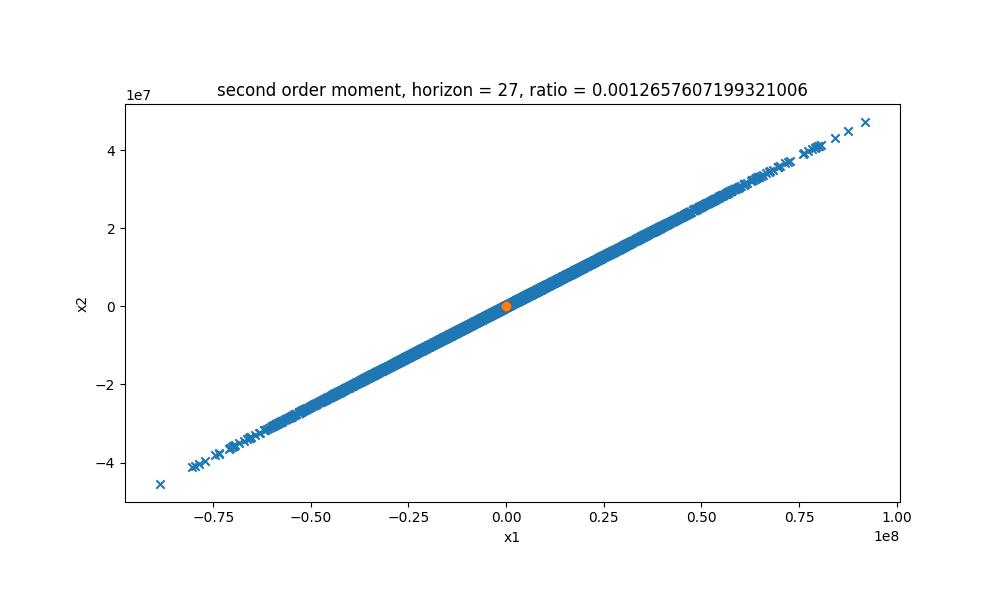 second order moment, horizon = 27, ratio = 0.0012657607199321006
1e7
4
2
0
−2
−4
x2
−0.75
−0.50
−0.25
0.00
0.25
0.50
0.75
1.00
1e8
x1